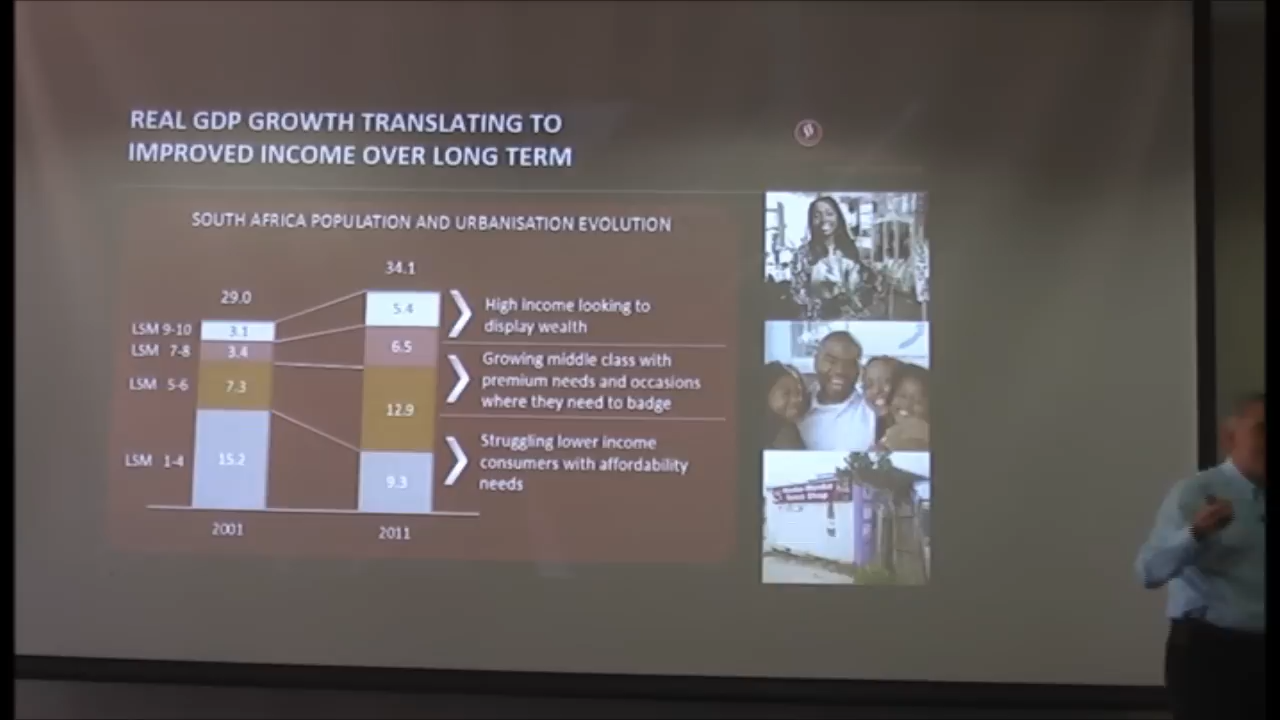 REAL GDP GROWTH TRANSLATING TO
IMPROVED INCOME OVER LONG TERM
SOUTH AFRICA POPULATION AND URBANISATION EVOLUTION
29.0
34.1
LSM 9-10
3.1
5.4
LSM 7-8
3.4
6.5
LSM 5-6
7.3
12.9
LSM 1-4
15.2
9.3
2001
2011
High income looking to
display wealth
Growing middle class with
premium needs and occasions
where they need to badge
Struggling lower income
consumers with affordability
needs